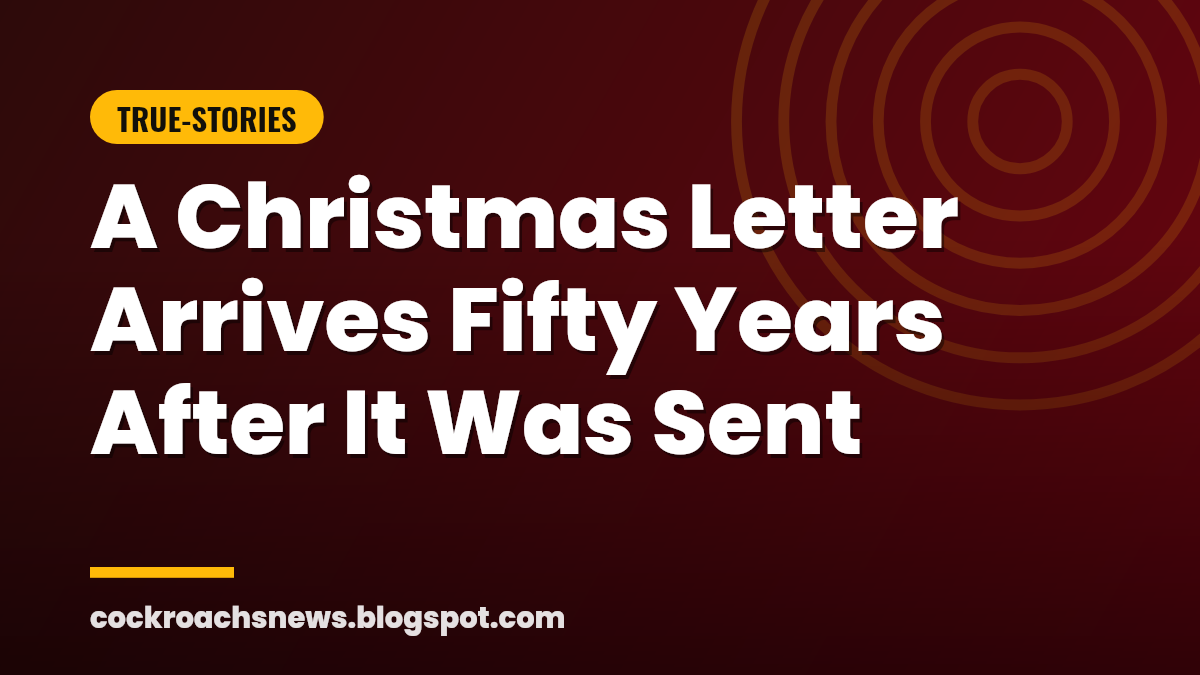 TRUE-STORIES
A Christmas Letter
Arrives Fifty Years
After It Was Sent
cockroachsnews.blogspot.com